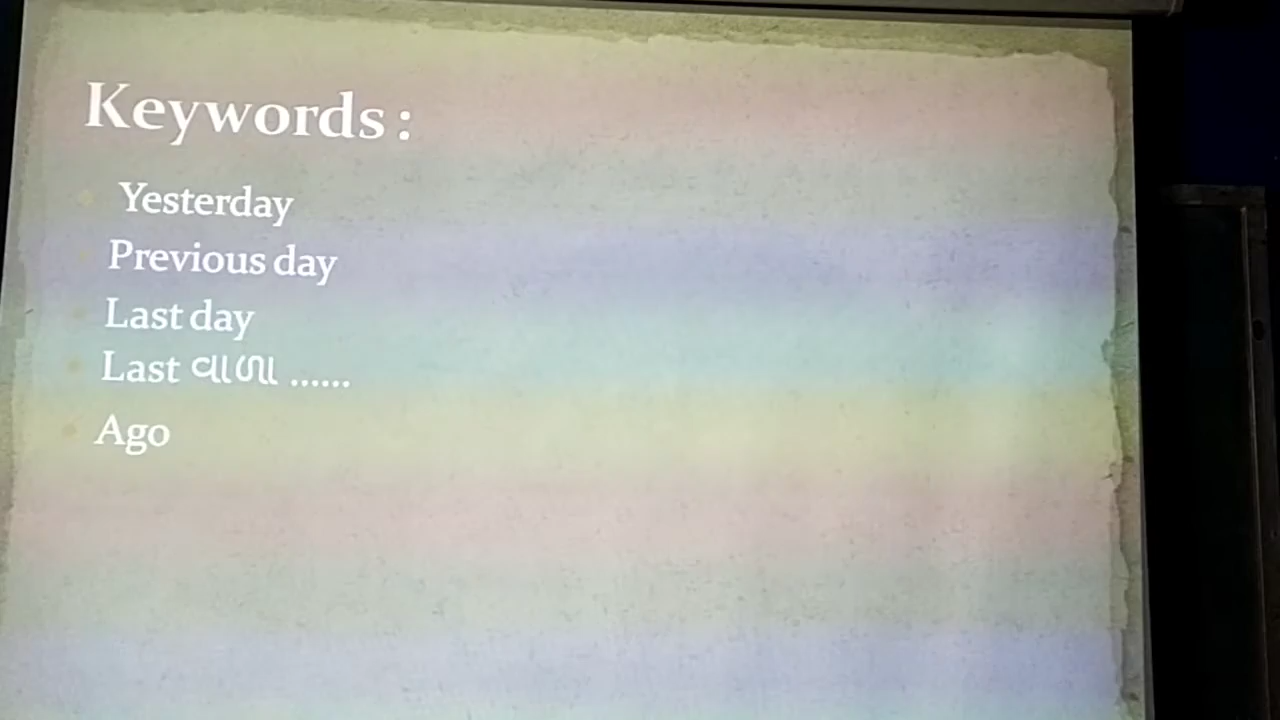 Keywords :
Yesterday
Previous day
Last day
Last વાળા ......
Ago